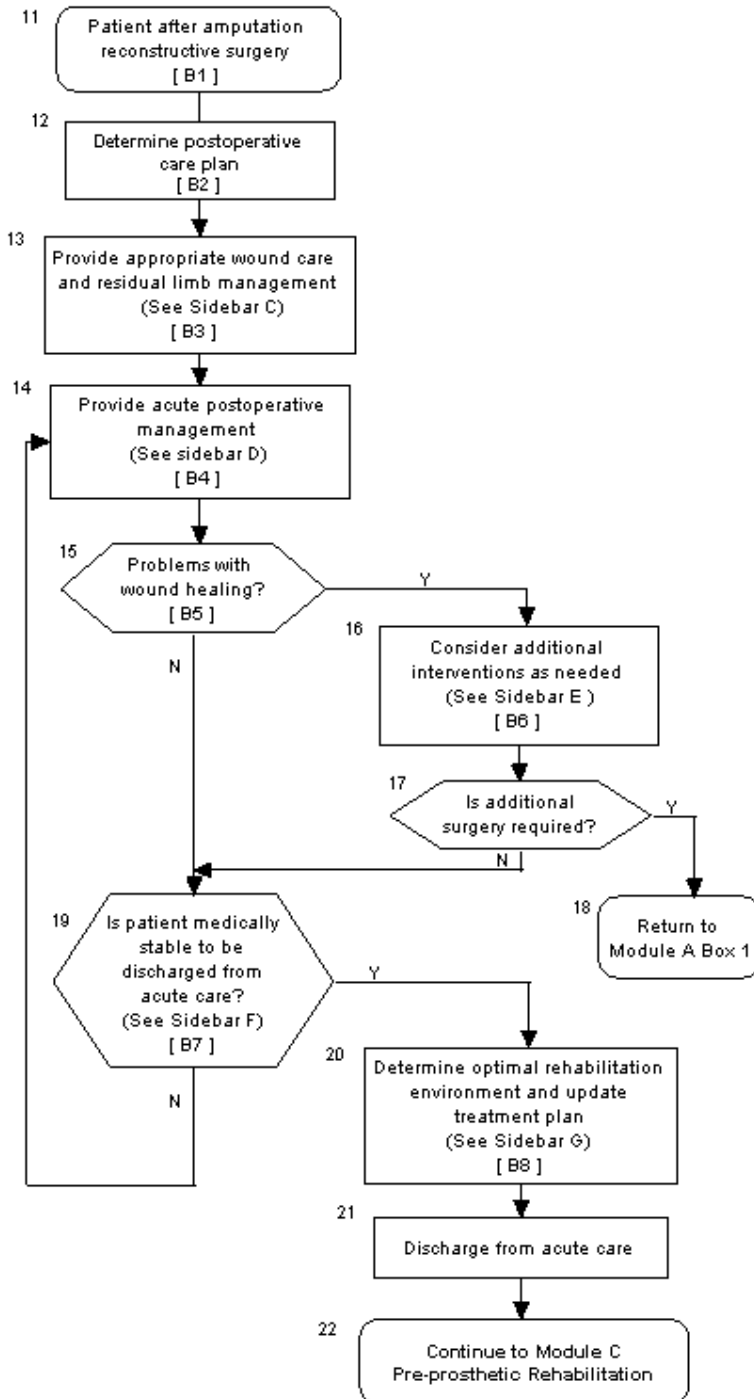 11
Patient after amputation
reconstructive surgery
[ B1 ]
12
Determine postoperative
care plan
[ B2 ]
13
Provide appropriate wound care
and residual limb management
(See Sidebar C)
[ B3 ]
14
Provide acute postoperative
management
(See sidebar D)
[ B4 ]
15
Problems with
wound healing?
[ B5 ]
Y
N
16
Consider additional
interventions as needed
(See Sidebar E )
[ B6 ]
17
Is additional
surgery required?
Y
N
18
Return to
Module A Box 1
19
Is patient medically
stable to be
discharged from
acute care?
(See Sidebar F)
[ B7 ]
Y
N
20
Determine optimal rehabilitation
environment and update
treatment plan
(See Sidebar G)
[ B8 ]
21
Discharge from acute care
22
Continue to Module C
Pre-prosthetic Rehabilitation